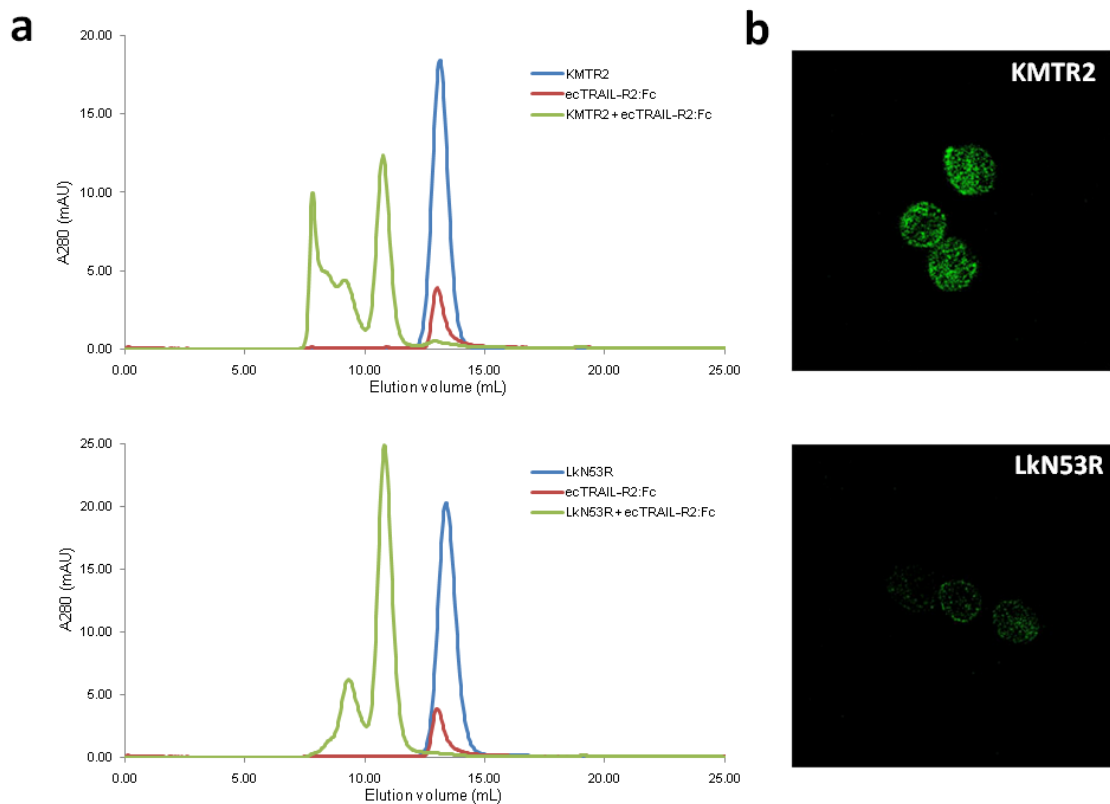 a
20.00
15.00
10.00
5.00
0.00
A280 (mAU)
KMTR2
ecTRAIL-R2:Fc
KMTR2 + ecTRAIL-R2:Fc
0.00 5.00 10.00 15.00 20.00 25.00
Elution volume (mL)
25.00
20.00
15.00
10.00
5.00
0.00
A280 (mAU)
LkN53R
ecTRAIL-R2:Fc
LkN53R + ecTRAIL-R2:Fc
0.00 5.00 10.00 15.00 20.00 25.00
Elution volume (mL)
b
KMTR2
LkN53R